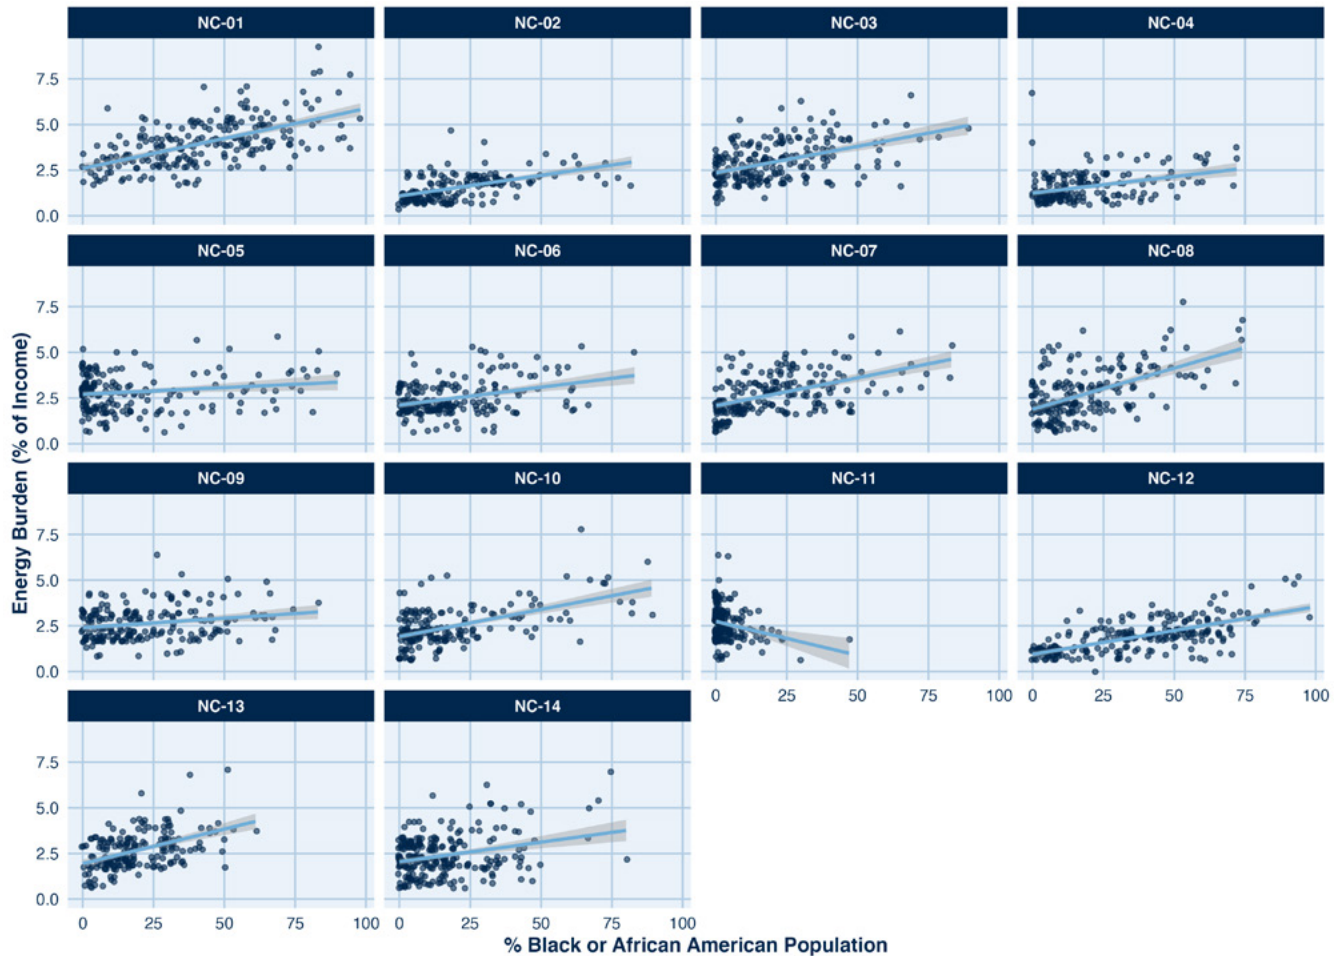 NC-01 NC-02 NC-03 NC-04
7.5
5.0
2.5
0.0
NC-05 NC-06 NC-07 NC-08
7.5
5.0
2.5
0.0
Energy Burden (% of Income)
NC-09 NC-10 NC-11 NC-12
7.5
5.0
2.5
0.0
0 25 50 75 100 0 25 50 75 100
NC-13 NC-14
7.5
5.0
2.5
0.0
0 25 50 75 100 0 25 50 75 100
% Black or African American Population